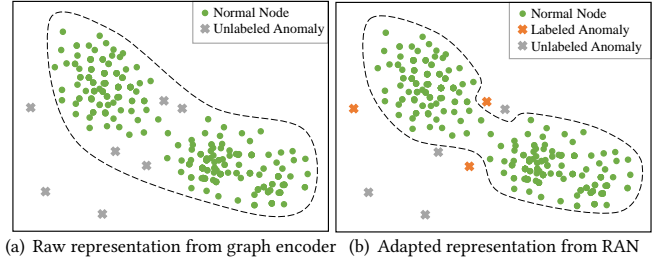 Normal Node
Unlabeled Anomaly
Normal Node
Labeled Anomaly
Unlabeled Anomaly
(a) Raw representation from graph encoder
(b) Adapted representation from RAN